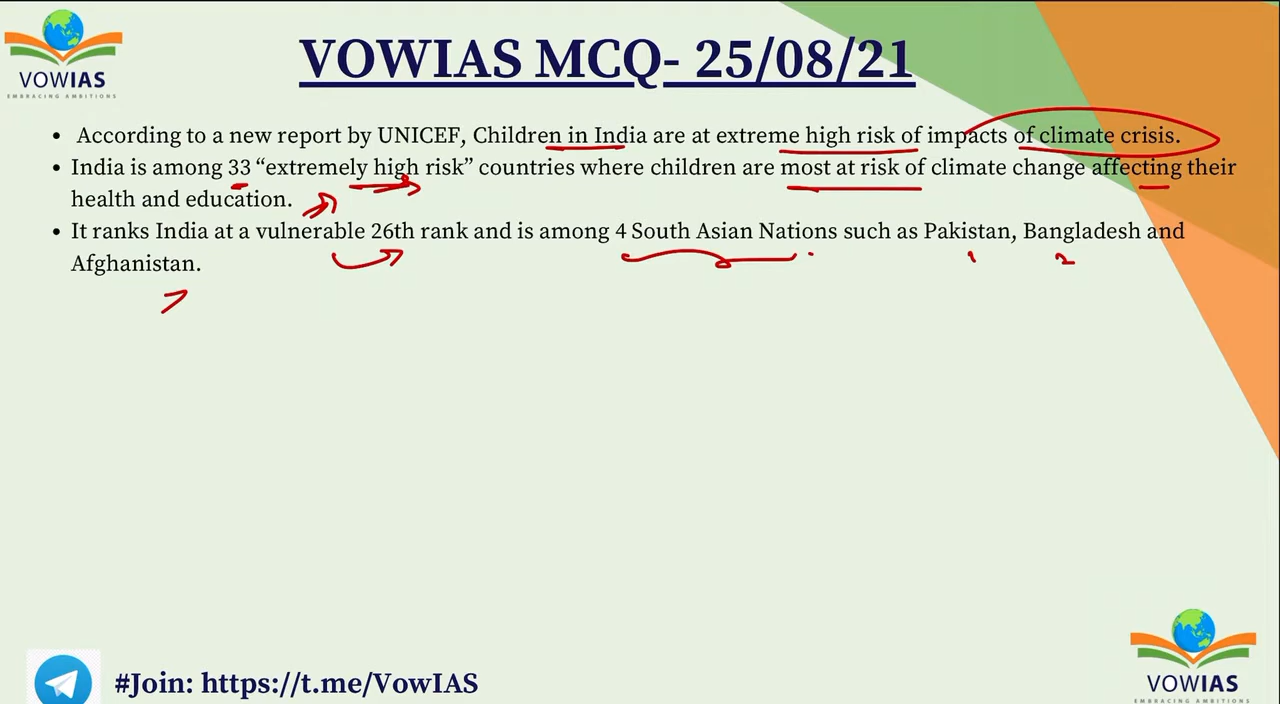 VOWIAS
EMBRACING AMBITIONS
VOWIAS MCQ- 25/08/21
• According to a new report by UNICEF, Children in India are at extreme high risk of impacts of climate crisis.
• India is among 33 “extremely high risk” countries where children are most at risk of climate change affecting their
health and education.
• It ranks India at a vulnerable 26th rank and is among 4 South Asian Nations such as Pakistan, Bangladesh and
Afghanistan.
1 2
#Join: https://t.me/VowIAS
VOWIAS
EMBRACING AMBITIONS